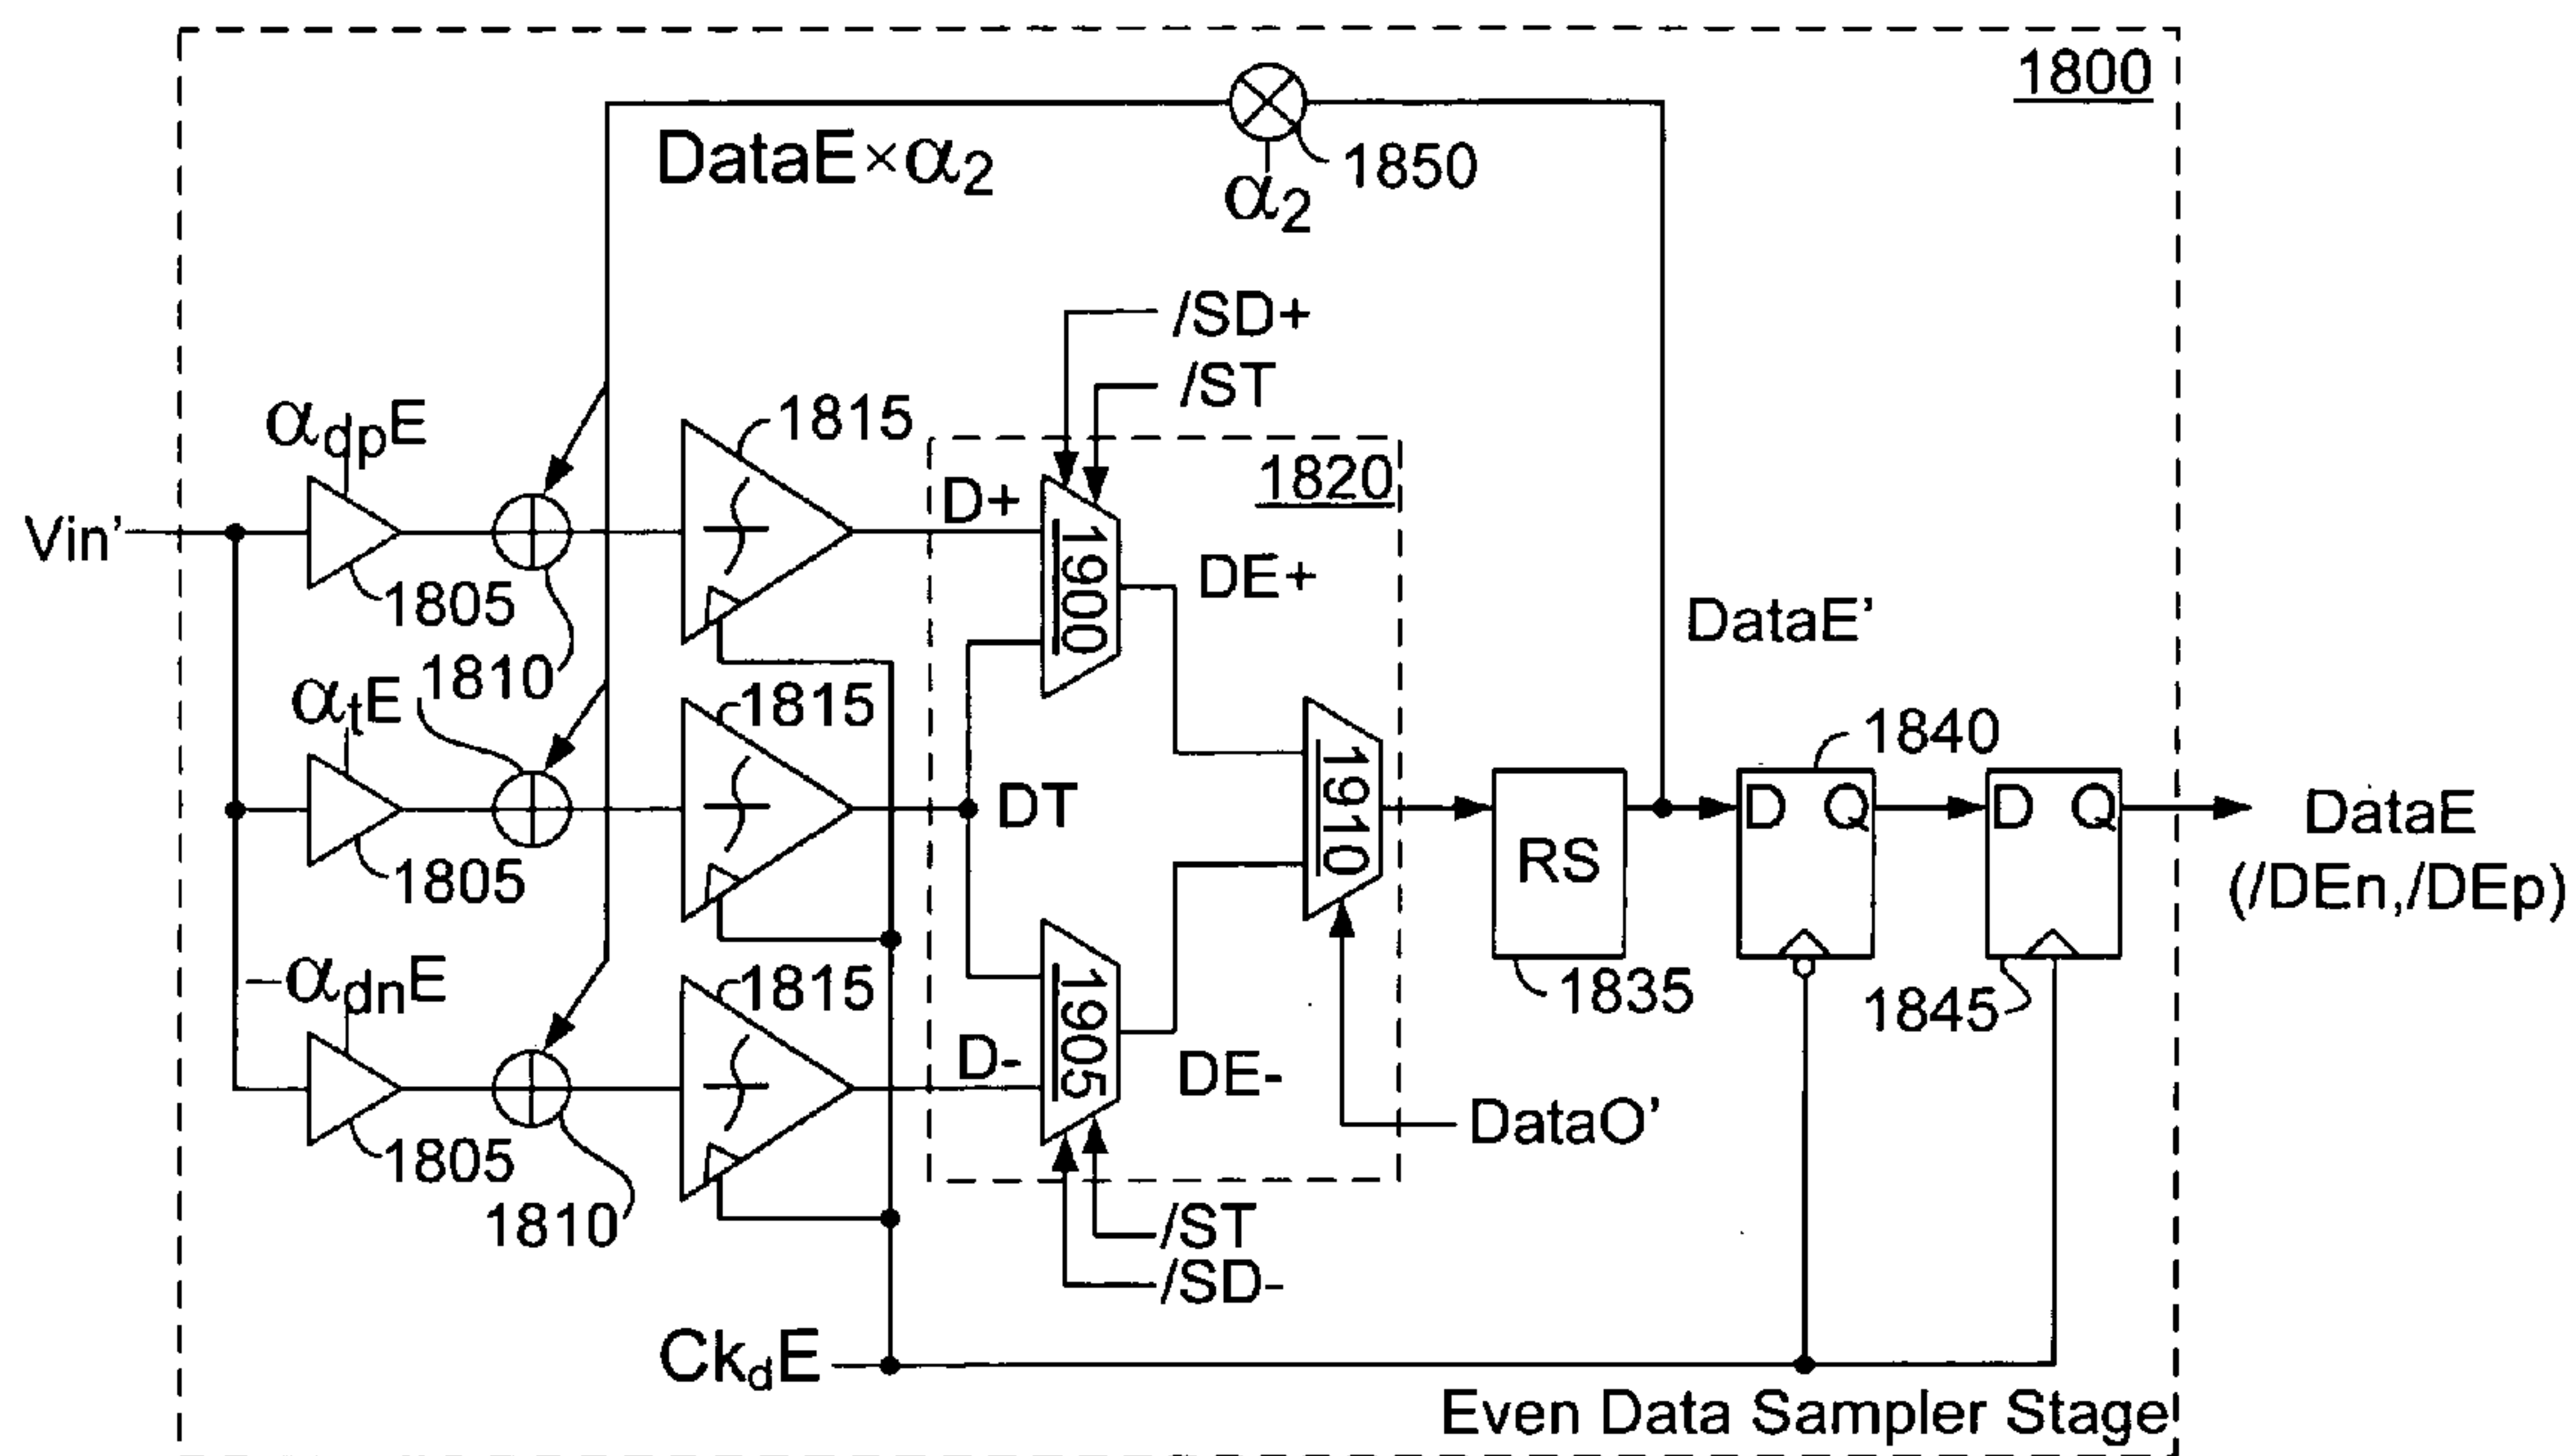 1800
DataE×α2
α2
1850
/SD+
/ST
αdpE
1815
1820
D+
1900
DE+
Vin'
1805
1810
DataE'
αtE
1815
1840
DT
1910
D Q
D Q
RS
DataE
(/DEn,/DEp)
1805
–αdnE
1815
1835
1845
D-
1905
DE-
DataO'
1805
1810
/ST
/SD-
CkdE
Even Data Sampler Stage